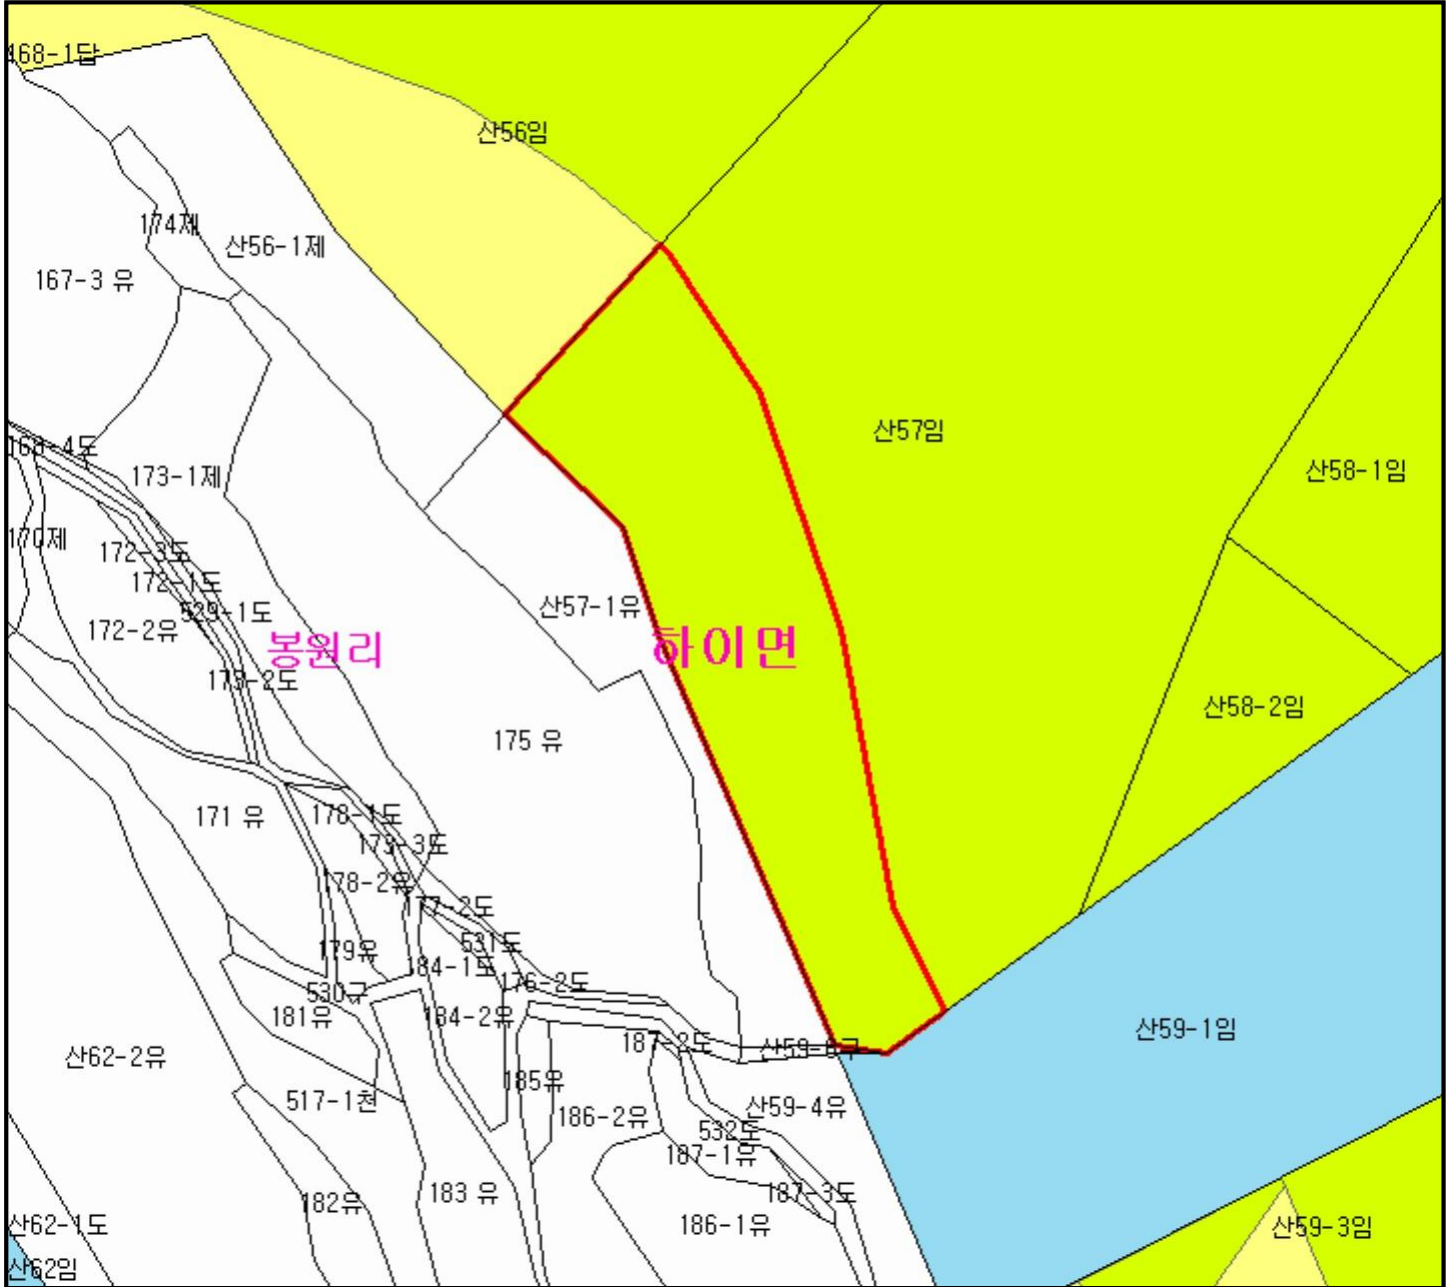 468-1답
산56임
174제
산56-1제
167-3 유
산57임
168-4도
173-1제
산58-1임
170제
172-3도
172-1도
529-1도
산57-1유
172-2유
봉원리
하이면
173-2도
산58-2임
175 유
171 유
178-1도
173-3도
178-2유
177-2도
531도
179유
184-1도
176-2도
530구
181유
184-2유
산59-1임
187-2도
산62-2유
185유
517-1천
186-2유
산59-4유
532도
187-1유
183 유
187-3도
182유
186-1유
산62-1도
산59-3임
산62임